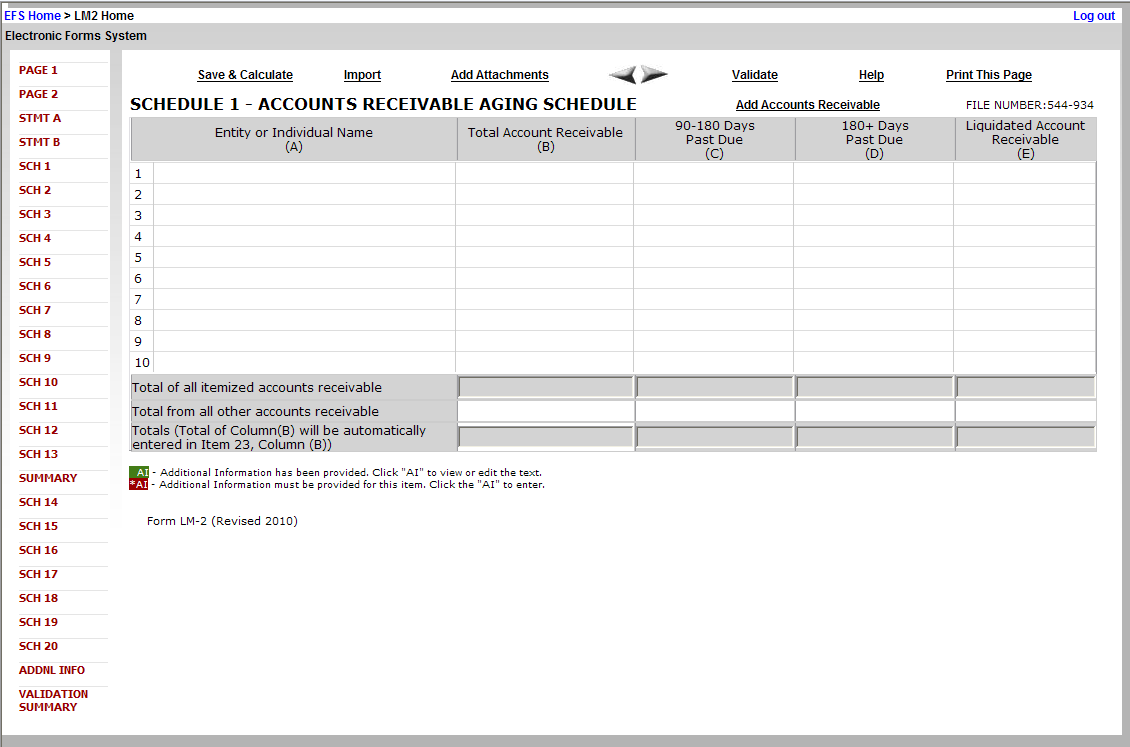 EFS Home > LM2 Home
Log out
Electronic Forms System
PAGE 1
PAGE 2
STMT A
STMT B
SCH 1
SCH 2
SCH 3
SCH 4
SCH 5
SCH 6
SCH 7
SCH 8
SCH 9
SCH 10
SCH 11
SCH 12
SCH 13
SUMMARY
SCH 14
SCH 15
SCH 16
SCH 17
SCH 18
SCH 19
SCH 20
ADDNL INFO
VALIDATION
SUMMARY
Save & Calculate Import Add Attachments Validate Help Print This Page
SCHEDULE 1 - ACCOUNTS RECEIVABLE AGING SCHEDULE
Add Accounts Receivable
FILE NUMBER:544-934
Entity or Individual Name
(A)
Total Account Receivable
(B)
90-180 Days
Past Due
(C)
180+ Days
Past Due
(D)
Liquidated Account
Receivable
(E)
1
2
3
4
5
6
7
8
9
10
Total of all itemized accounts receivable
Total from all other accounts receivable
Totals (Total of Column(B) will be automatically
entered in Item 23, Column (B))
AI - Additional Information has been provided. Click "AI" to view or edit the text.
*AI - Additional Information must be provided for this item. Click the "AI" to enter.
Form LM-2 (Revised 2010)